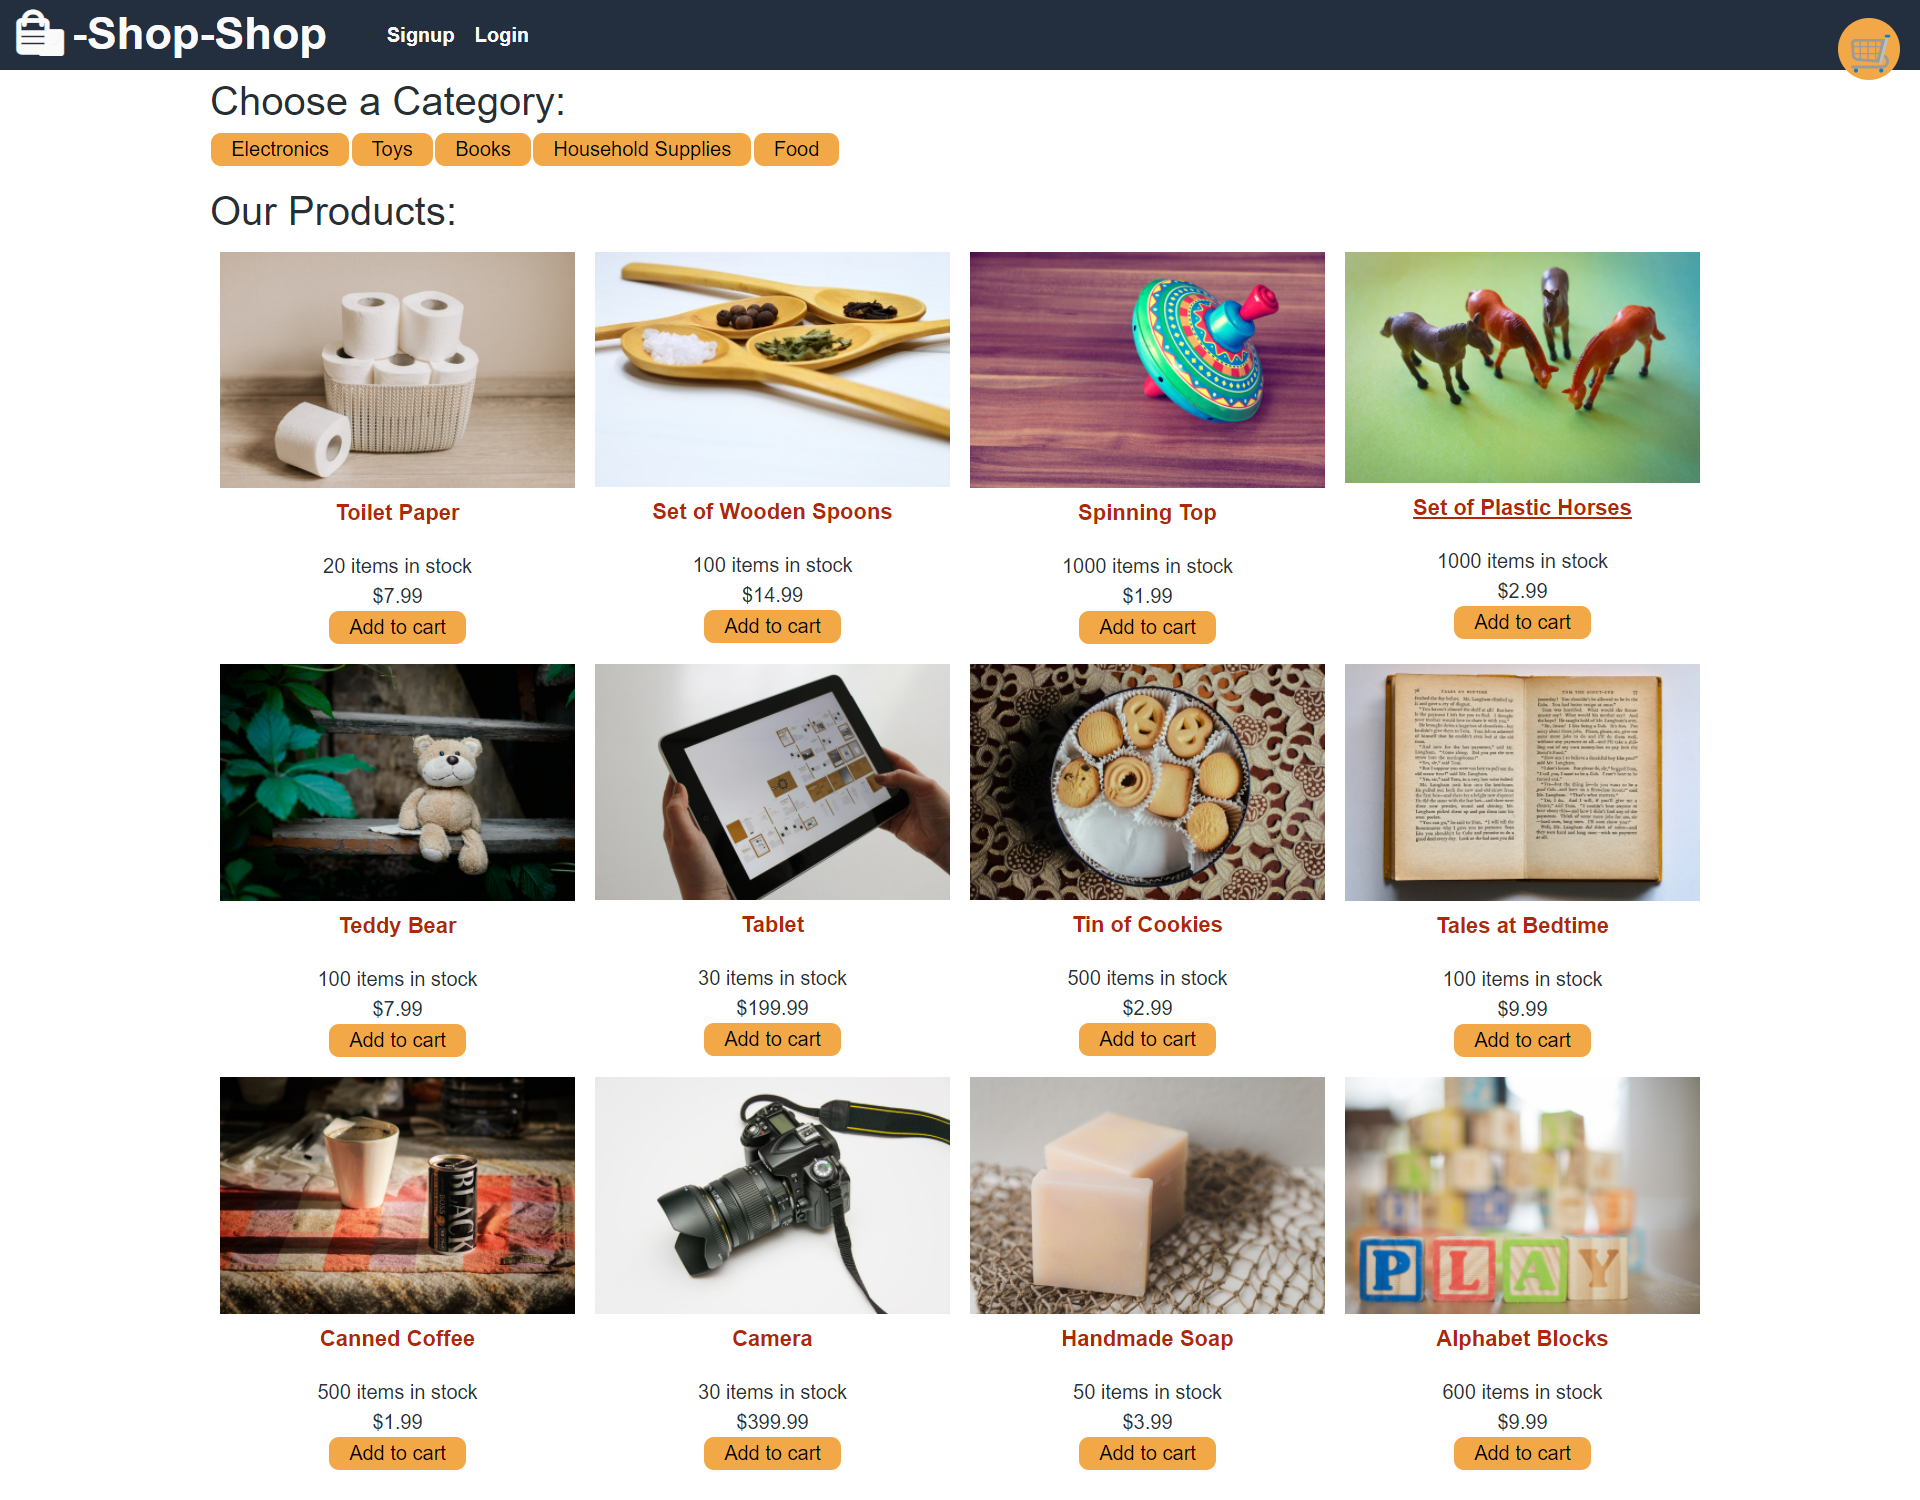 -Shop-Shop
Signup Login
Choose a Category:
Electronics Toys Books Household Supplies Food
Our Products:
Toilet Paper Set of Wooden Spoons Spinning Top Set of Plastic Horses
20 items in stock 100 items in stock 1000 items in stock 1000 items in stock
$7.99 $14.99 $1.99 $2.99
Add to cart Add to cart Add to cart Add to cart
TALES AT BEDTIME
Teddy Bear Tablet Tin of Cookies Tales at Bedtime
100 items in stock 30 items in stock 500 items in stock 100 items in stock
$7.99 $199.99 $2.99 $9.99
Add to cart Add to cart Add to cart Add to cart
BLACK
PLAY
Canned Coffee Camera Handmade Soap Alphabet Blocks
500 items in stock 30 items in stock 50 items in stock 600 items in stock
$1.99 $399.99 $3.99 $9.99
Add to cart Add to cart Add to cart Add to cart